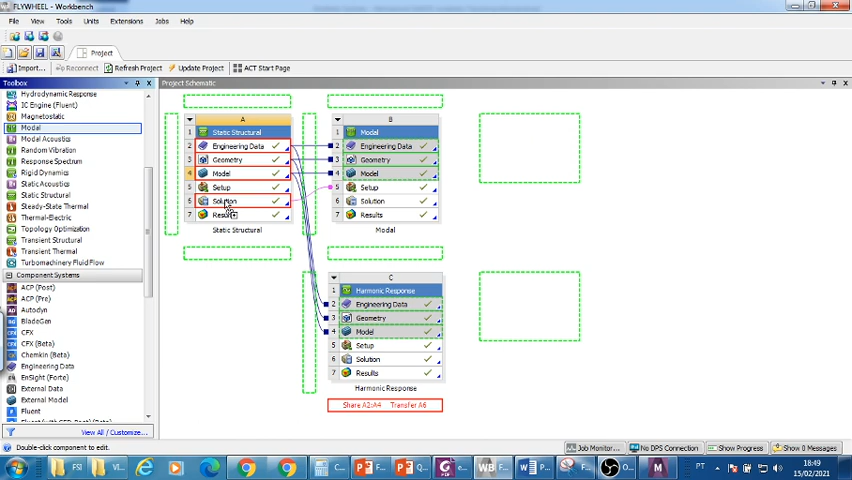 FLYWHEEL - Workbench
File View Tools Units Extensions Jobs Help
Project
Import... Reconnect Refresh Project Update Project ACT Start Page
Toolbox
Project Schematic
Hydrodynamic Response
IC Engine (Fluent)
Magnetostatic
Modal
Modal Acoustics
Random Vibration
Response Spectrum
Rigid Dynamics
Static Acoustics
Static Structural
Steady-State Thermal
Thermal-Electric
Topology Optimization
Transient Structural
Transient Thermal
Turbomachinery Fluid Flow
Component Systems
ACP (Post)
ACP (Pre)
Autodyn
BladeGen
CFX
CFX (Beta)
Chemkin (Beta)
Engineering Data
EnSight (Forte)
External Data
External Model
Fluent
View All / Customize...
A
1 Static Structural
2 Engineering Data
3 Geometry
4 Model
5 Setup
6 Solution
7 Results
Static Structural
B
1 Modal
2 Engineering Data
3 Geometry
4 Model
5 Setup
6 Solution
7 Results
Modal
C
1 Harmonic Response
2 Engineering Data
3 Geometry
4 Model
5 Setup
6 Solution
7 Results
Harmonic Response
Share A2:A4 Transfer A6
Double-click component to edit.
Job Monitor... No DPS Connection Show Progress Show 0 Messages
FSI VI... C... F... Q... e... F... P... F... O...
PT
18:49
15/02/2021